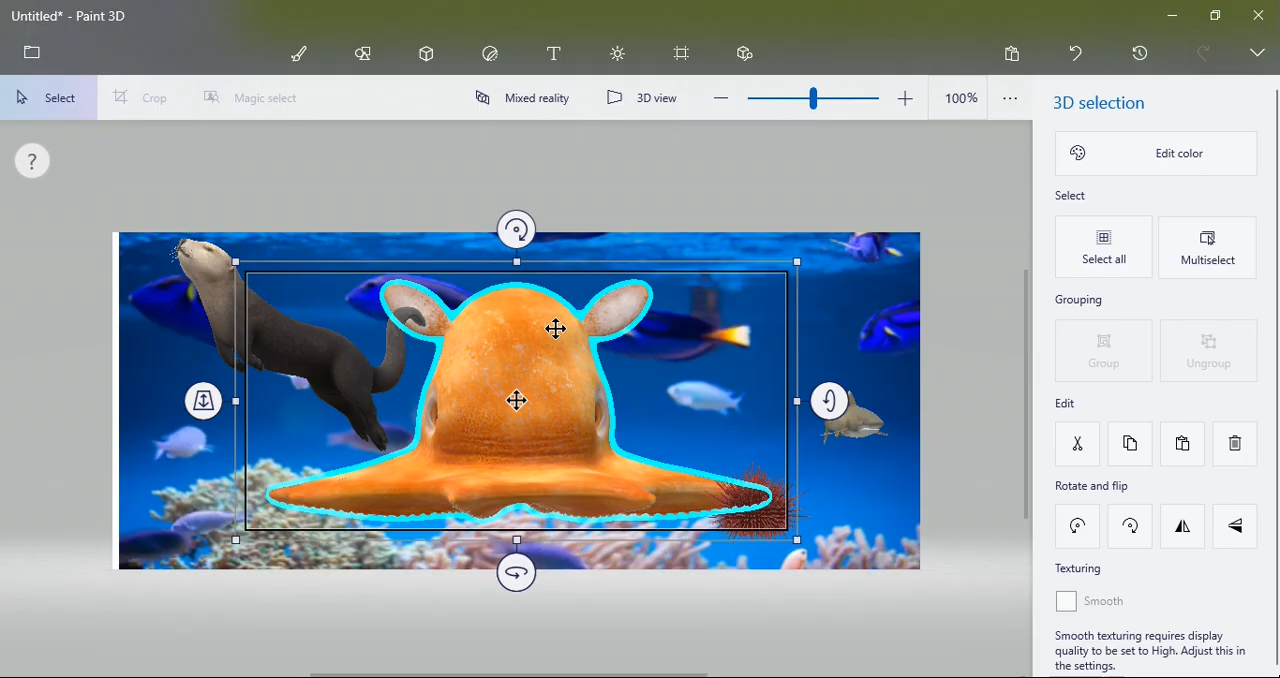 Untitled* - Paint 3D
Select
Crop
Magic select
Mixed reality
3D view
100%
3D selection
?
Edit color
Select
Select all
Multiselect
Grouping
Group
Ungroup
Edit
Rotate and flip
Texturing
Smooth
Smooth texturing requires display
quality to be set to High. Adjust this in
the settings.